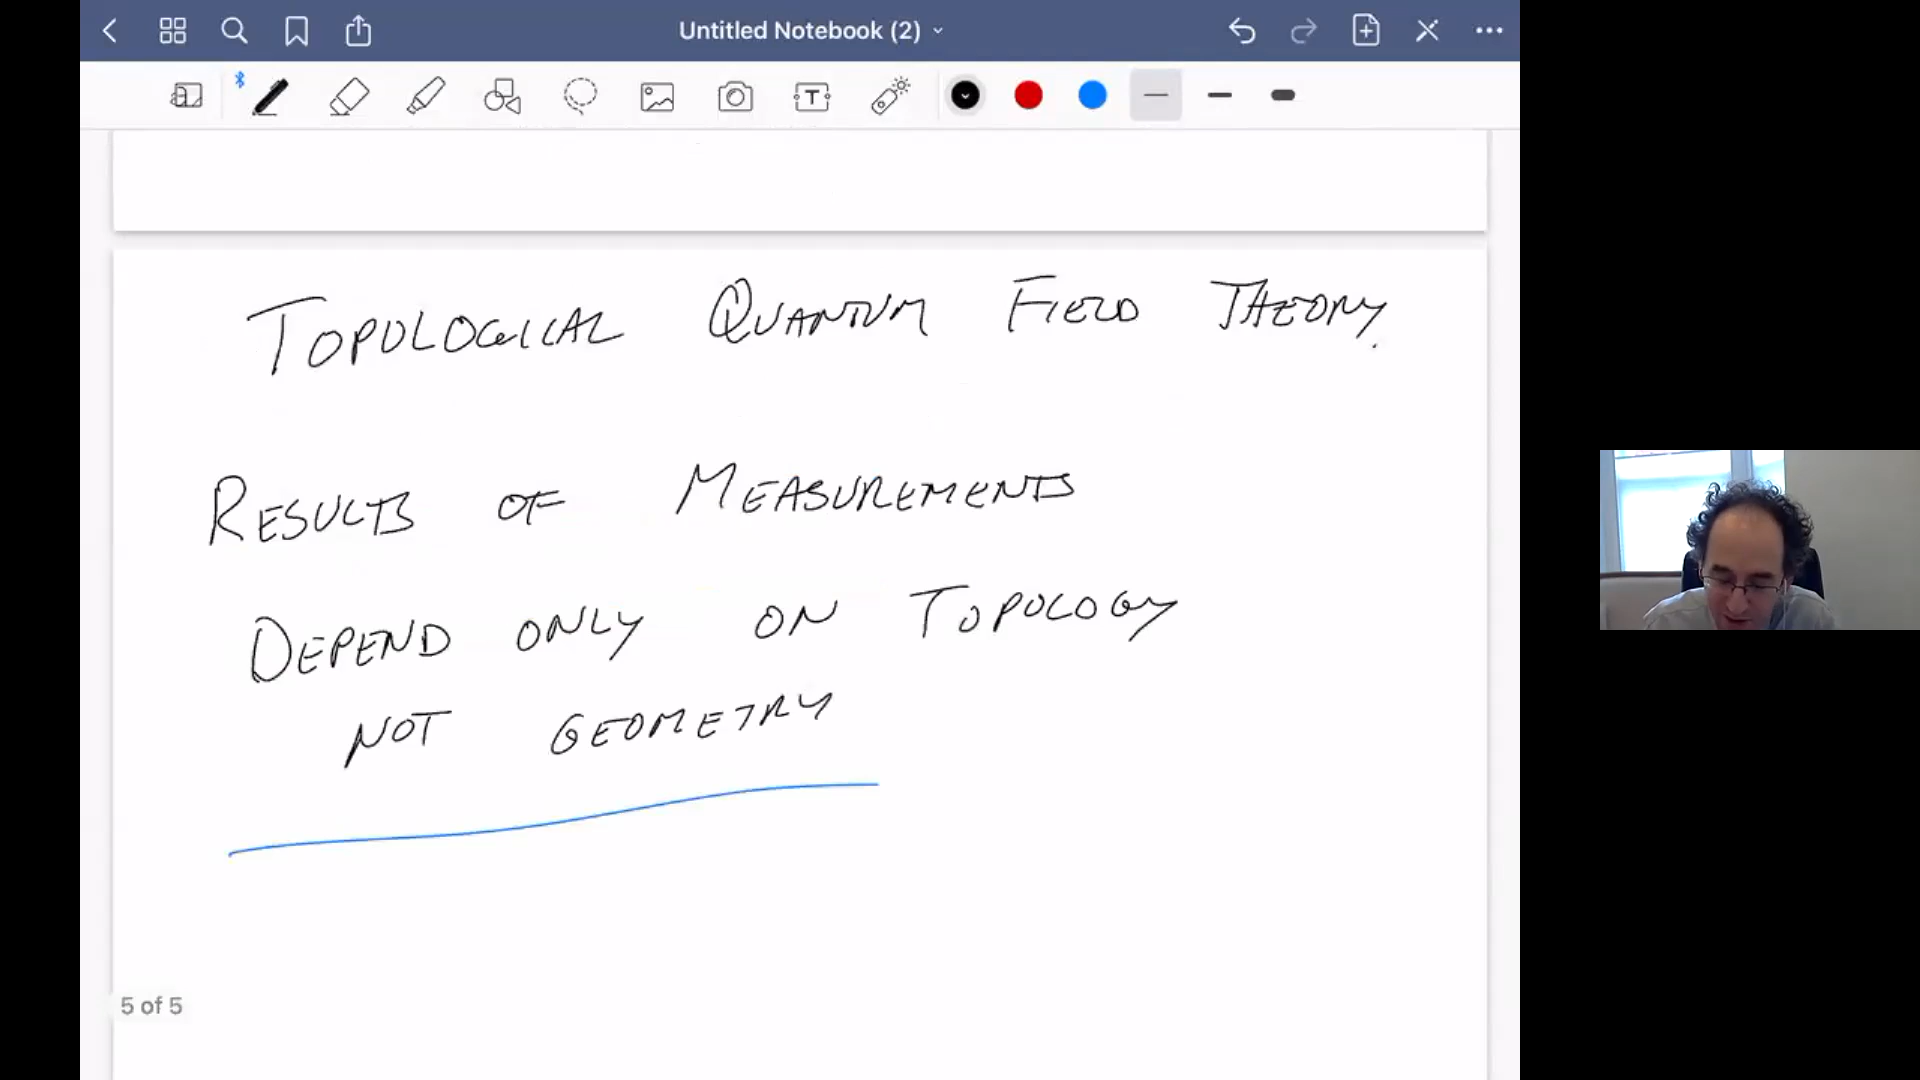 Untitled Notebook (2)
TOPOLOGICAL QUANTUM FIELD THEORY.
RESULTS OF MEASUREMENTS
DEPEND ONLY ON TOPOLOGY
NOT GEOMETRY
5 of 5